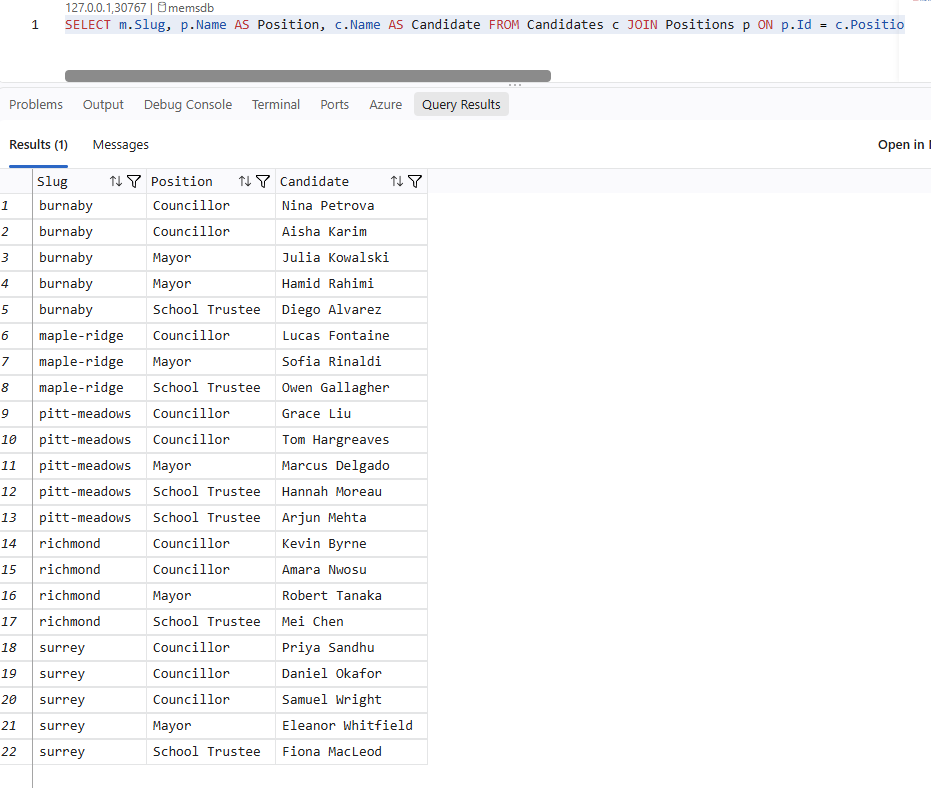 127.0.0.1,30767 | memsdb
1 SELECT m.Slug, p.Name AS Position, c.Name AS Candidate FROM Candidates c JOIN Positions p ON p.Id = c.Positio
Problems Output Debug Console Terminal Ports Azure Query Results
Results (1) Messages Open in
Slug Position Candidate
1 burnaby Councillor Nina Petrova
2 burnaby Councillor Aisha Karim
3 burnaby Mayor Julia Kowalski
4 burnaby Mayor Hamid Rahimi
5 burnaby School Trustee Diego Alvarez
6 maple-ridge Councillor Lucas Fontaine
7 maple-ridge Mayor Sofia Rinaldi
8 maple-ridge School Trustee Owen Gallagher
9 pitt-meadows Councillor Grace Liu
10 pitt-meadows Councillor Tom Hargreaves
11 pitt-meadows Mayor Marcus Delgado
12 pitt-meadows School Trustee Hannah Moreau
13 pitt-meadows School Trustee Arjun Mehta
14 richmond Councillor Kevin Byrne
15 richmond Councillor Amara Nwosu
16 richmond Mayor Robert Tanaka
17 richmond School Trustee Mei Chen
18 surrey Councillor Priya Sandhu
19 surrey Councillor Daniel Okafor
20 surrey Councillor Samuel Wright
21 surrey Mayor Eleanor Whitfield
22 surrey School Trustee Fiona MacLeod